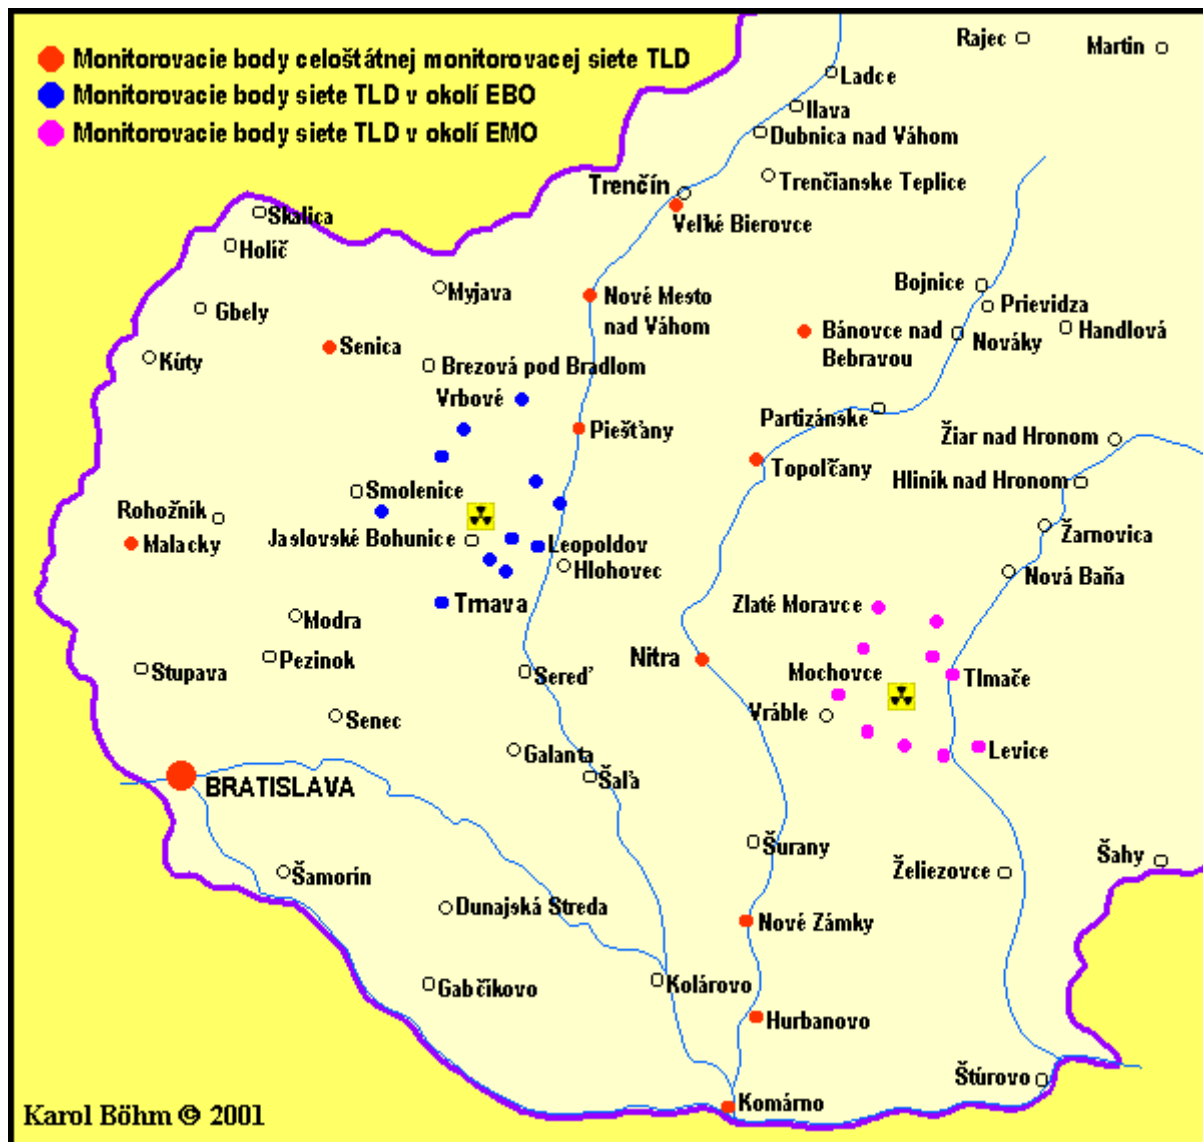 Monitorovacie body celoštátnej monitorovacej siete TLD
Monitorovacie body siete TLD v okolí EBO
Monitorovacie body siete TLD v okolí EMO
Rajec
Martin
Ladce
Ilava
Dubnica nad Váhom
Trenčianske Teplice
Trenčín
Veľké Bierovce
Skalica
Holíč
Myjava
Gbely
Nové Mesto
nad Váhom
Bojnice
Prievidza
Handlová
Nováky
Bánovce nad
Bebravou
Senica
Kúty
Brezová pod Bradlom
Vrbové
Piešťany
Partizánske
Topoľčany
Žiar nad Hronom
Hliník nad Hronom
Smolenice
Rohožník
Malacky
Jaslovské Bohunice
Leopoldov
Hlohovec
Žarnovica
Nová Baňa
Trnava
Zlaté Moravce
Modra
Pezinok
Stupava
Nitra
Mochovce
Tlmače
Sereď
Senec
Vráble
Galanta
Levice
Šaľa
BRATISLAVA
Šurany
Šahy
Želiezovce
Šamorín
Dunajská Streda
Nové Zámky
Gabčíkovo
Kolárovo
Hurbanovo
Štúrovo
Komárno
Karol Böhm © 2001